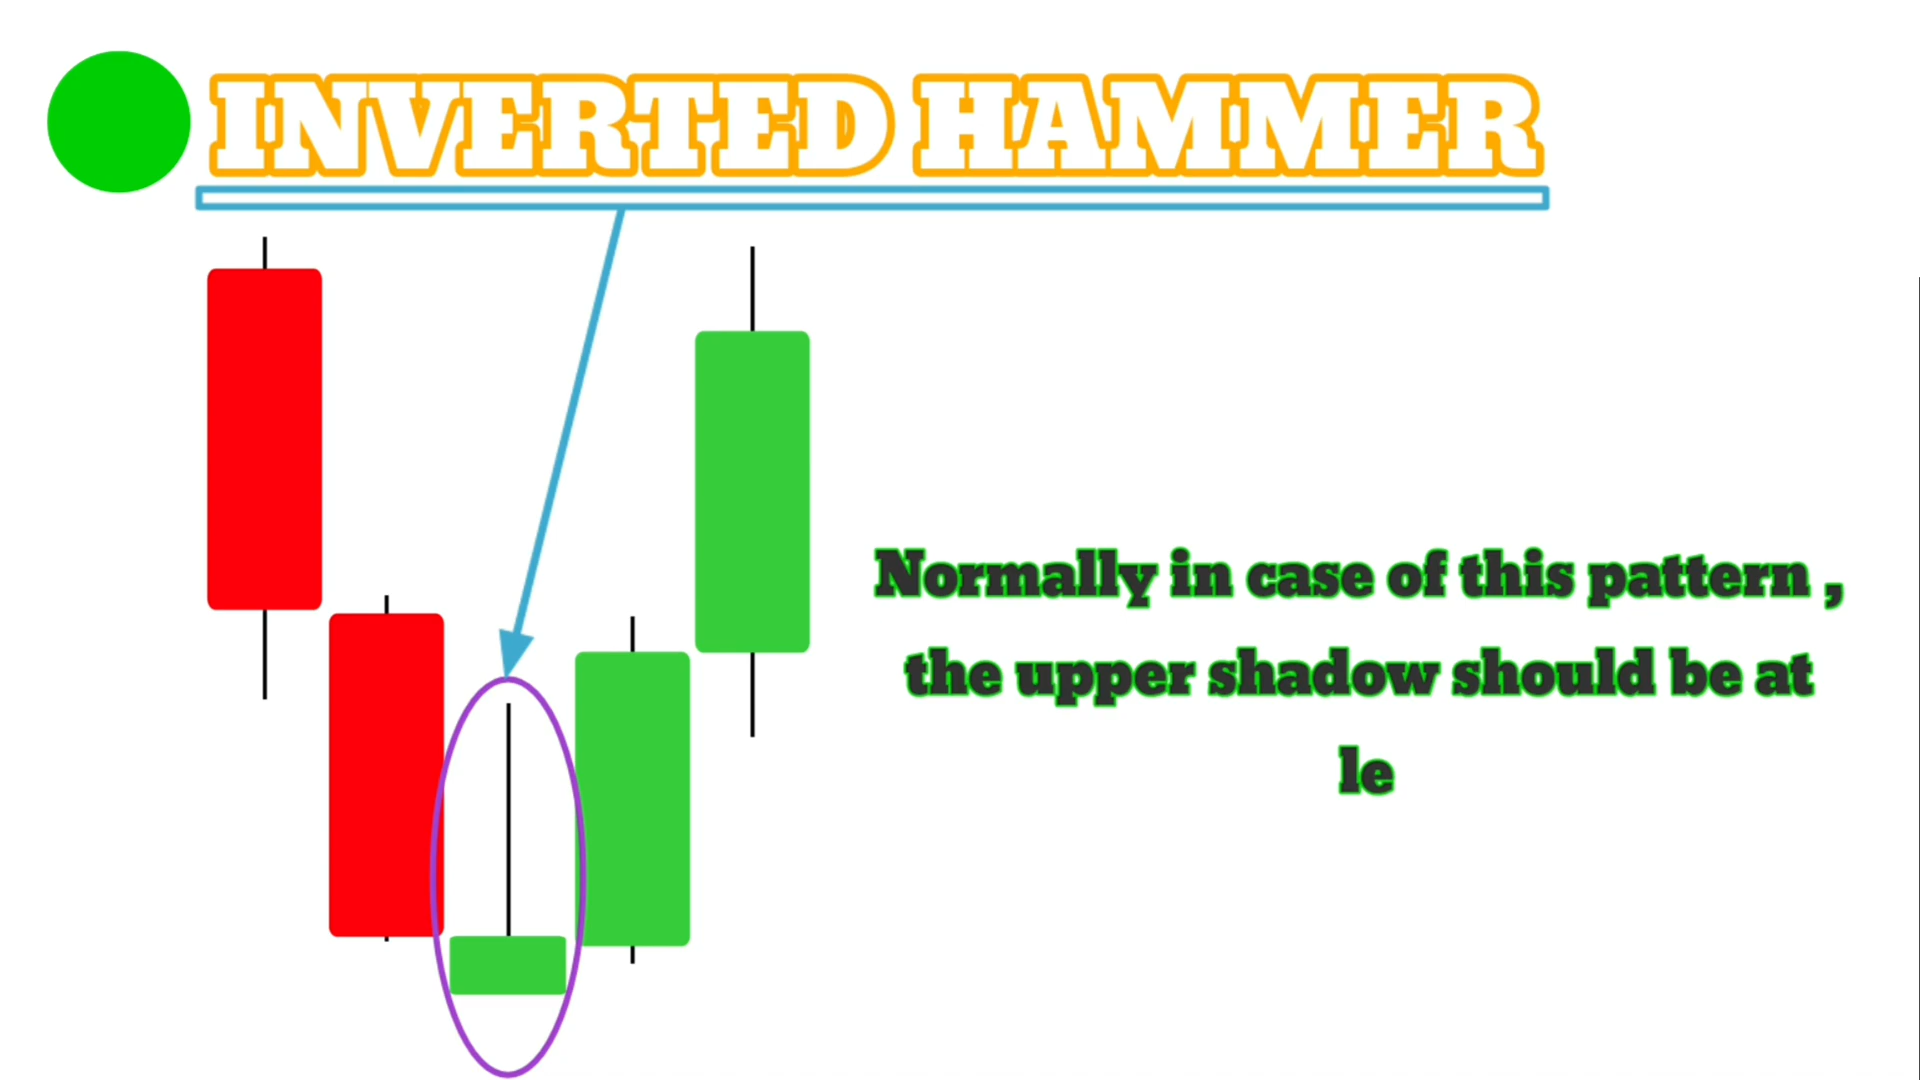 INVERTED HAMMER
Normally in case of this pattern ,
the upper shadow should be at
le